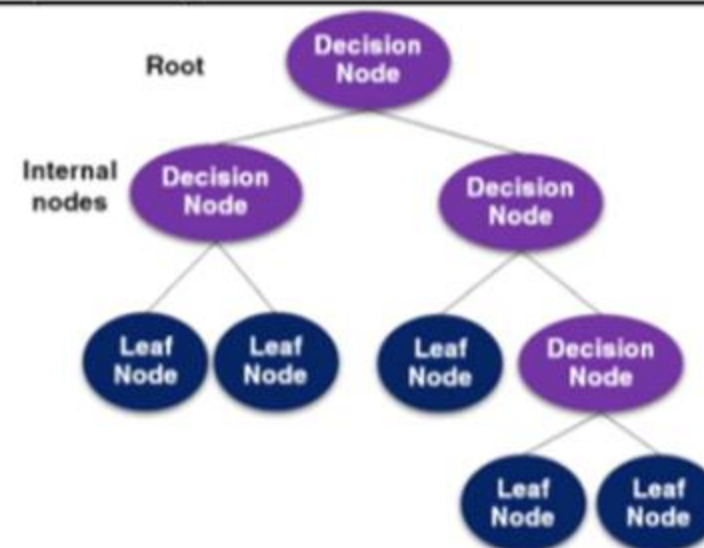 Root
Decision
Node
Internal
nodes
Decision
Node
Decision
Node
Leaf
Node
Leaf
Node
Leaf
Node
Decision
Node
Leaf
Node
Leaf
Node